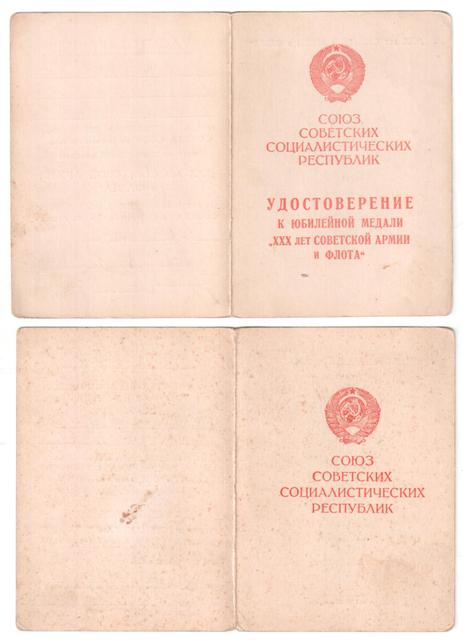 СОЮЗ
СОВЕТСКИХ
СОЦИАЛИСТИЧЕСКИХ
РЕСПУБЛИК
УДОСТОВЕРЕНИЕ
К ЮБИЛЕЙНОЙ МЕДАЛИ
„XXX ЛЕТ СОВЕТСКОЙ АРМИИ
И ФЛОТА“
СОЮЗ
СОВЕТСКИХ
СОЦИАЛИСТИЧЕСКИХ
РЕСПУБЛИК